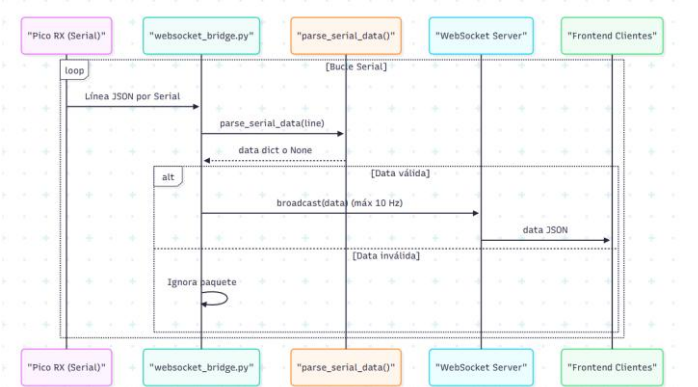 "Pico RX (Serial)" "websocket_bridge.py" "parse_serial_data()" "WebSocket Server" "Frontend Clientes"
loop [Bucle Serial]
Línea JSON por Serial
parse_serial_data(line)
data dict o None
alt [Data válida]
broadcast(data) (máx 10 Hz)
data JSON
[Data inválida]
Ignora paquete
"Pico RX (Serial)" "websocket_bridge.py" "parse_serial_data()" "WebSocket Server" "Frontend Clientes"